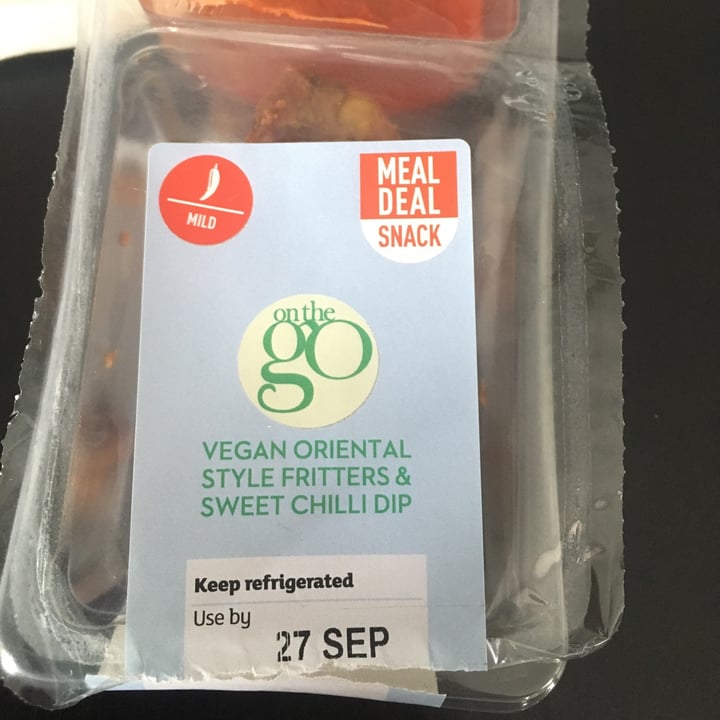 MILD
MEAL
DEAL
SNACK
on the
go
VEGAN ORIENTAL
STYLE FRITTERS &
SWEET CHILLI DIP
Keep refrigerated
Use by
27 SEP